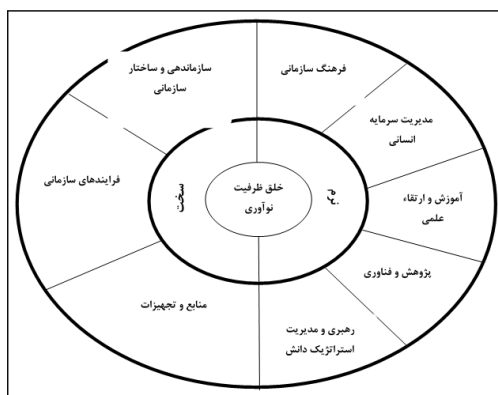 سازماندهی و ساختار
سازمانی
فرهنگ سازمانی
مدیریت سرمایه
انسانی
فرایندهای سازمانی
سخت
خلق ظرفیت
نوآوری
نرم
آموزش و ارتقاء
علمی
پژوهش و فناوری
منابع و تجهیزات
رهبری و مدیریت
استراتژیک دانش